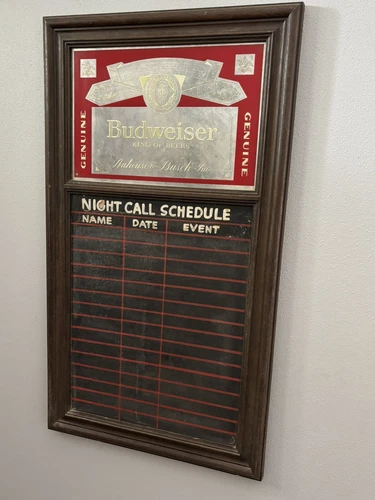 GENUINE
GENUINE
Budweiser
KING OF BEERS
Anheuser-Busch, Inc.
NIGHT CALL SCHEDULE
NAME DATE EVENT